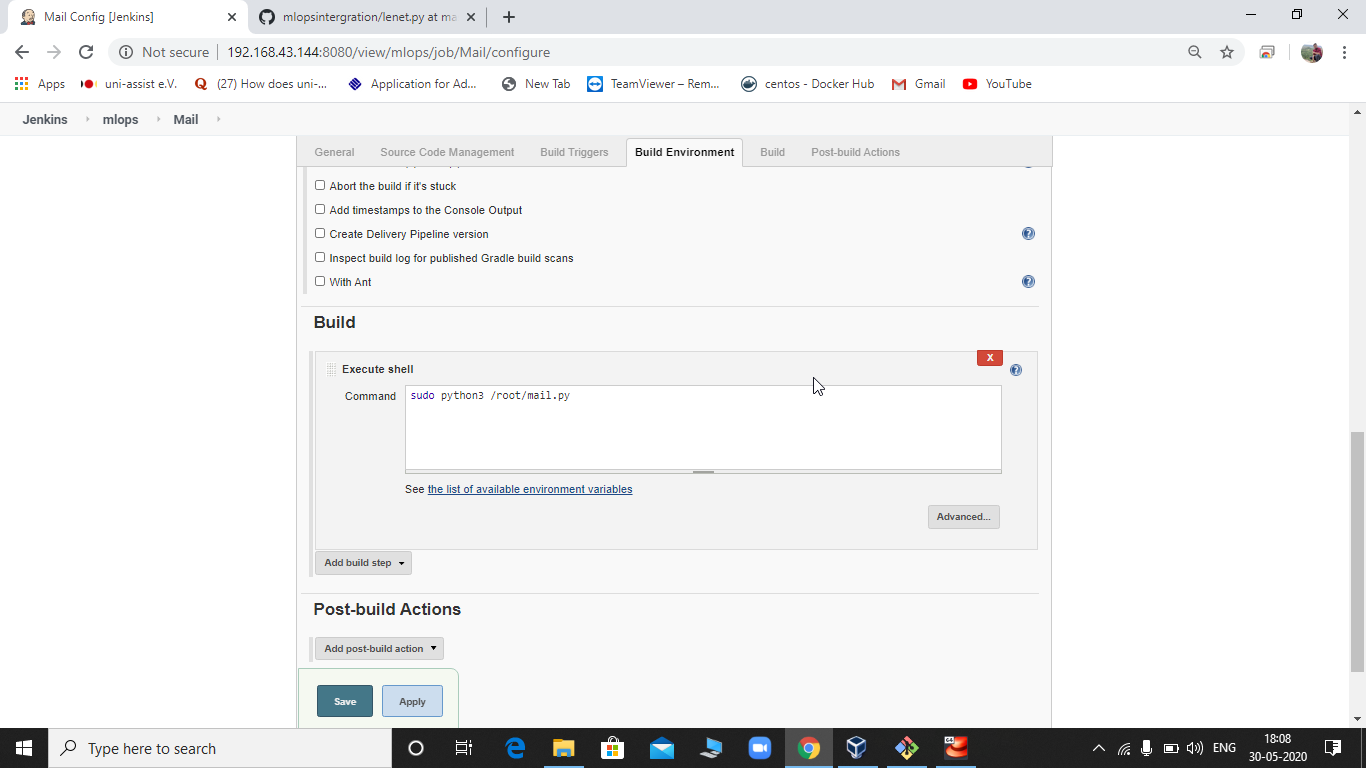 Mail Config [Jenkins]
mlopsintergration/lenet.py at ma
Not secure
192.168.43.144:8080/view/mlops/job/Mail/configure
Apps
uni-assist e.V.
(27) How does uni-...
Application for Ad...
New Tab
TeamViewer – Rem...
centos - Docker Hub
Gmail
YouTube
Jenkins
mlops
Mail
General
Source Code Management
Build Triggers
Build Environment
Build
Post-build Actions
Abort the build if it's stuck
Add timestamps to the Console Output
Create Delivery Pipeline version
Inspect build log for published Gradle build scans
With Ant
Build
X
Execute shell
Command
sudo python3 /root/mail.py
See the list of available environment variables
Advanced...
Add build step
Post-build Actions
Add post-build action
Save
Apply
Type here to search
ENG
18:08
30-05-2020